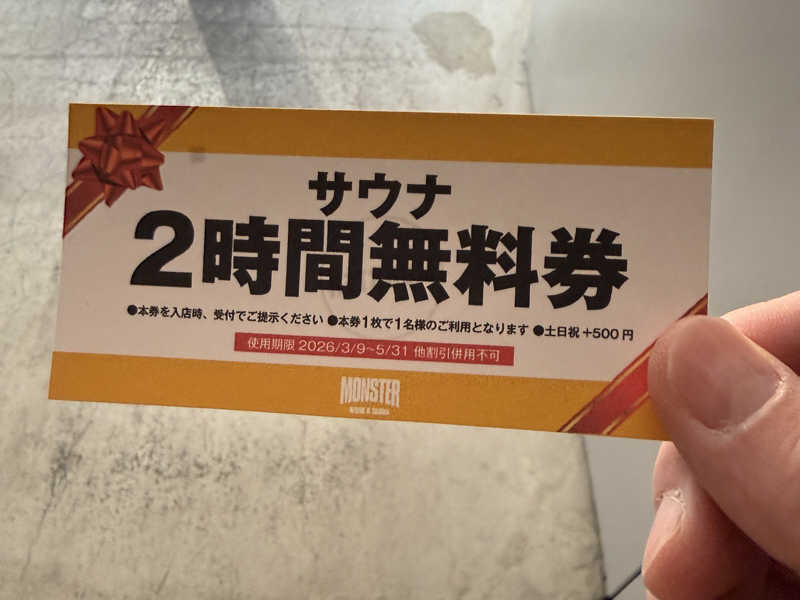 サウナ
2時間無料券
●本券を入店時、受付でご提示ください ●本券1枚で1名様のご利用となります ●土日祝+500円
使用期限 2026/3/9~5/31 他割引併用不可
MONSTER